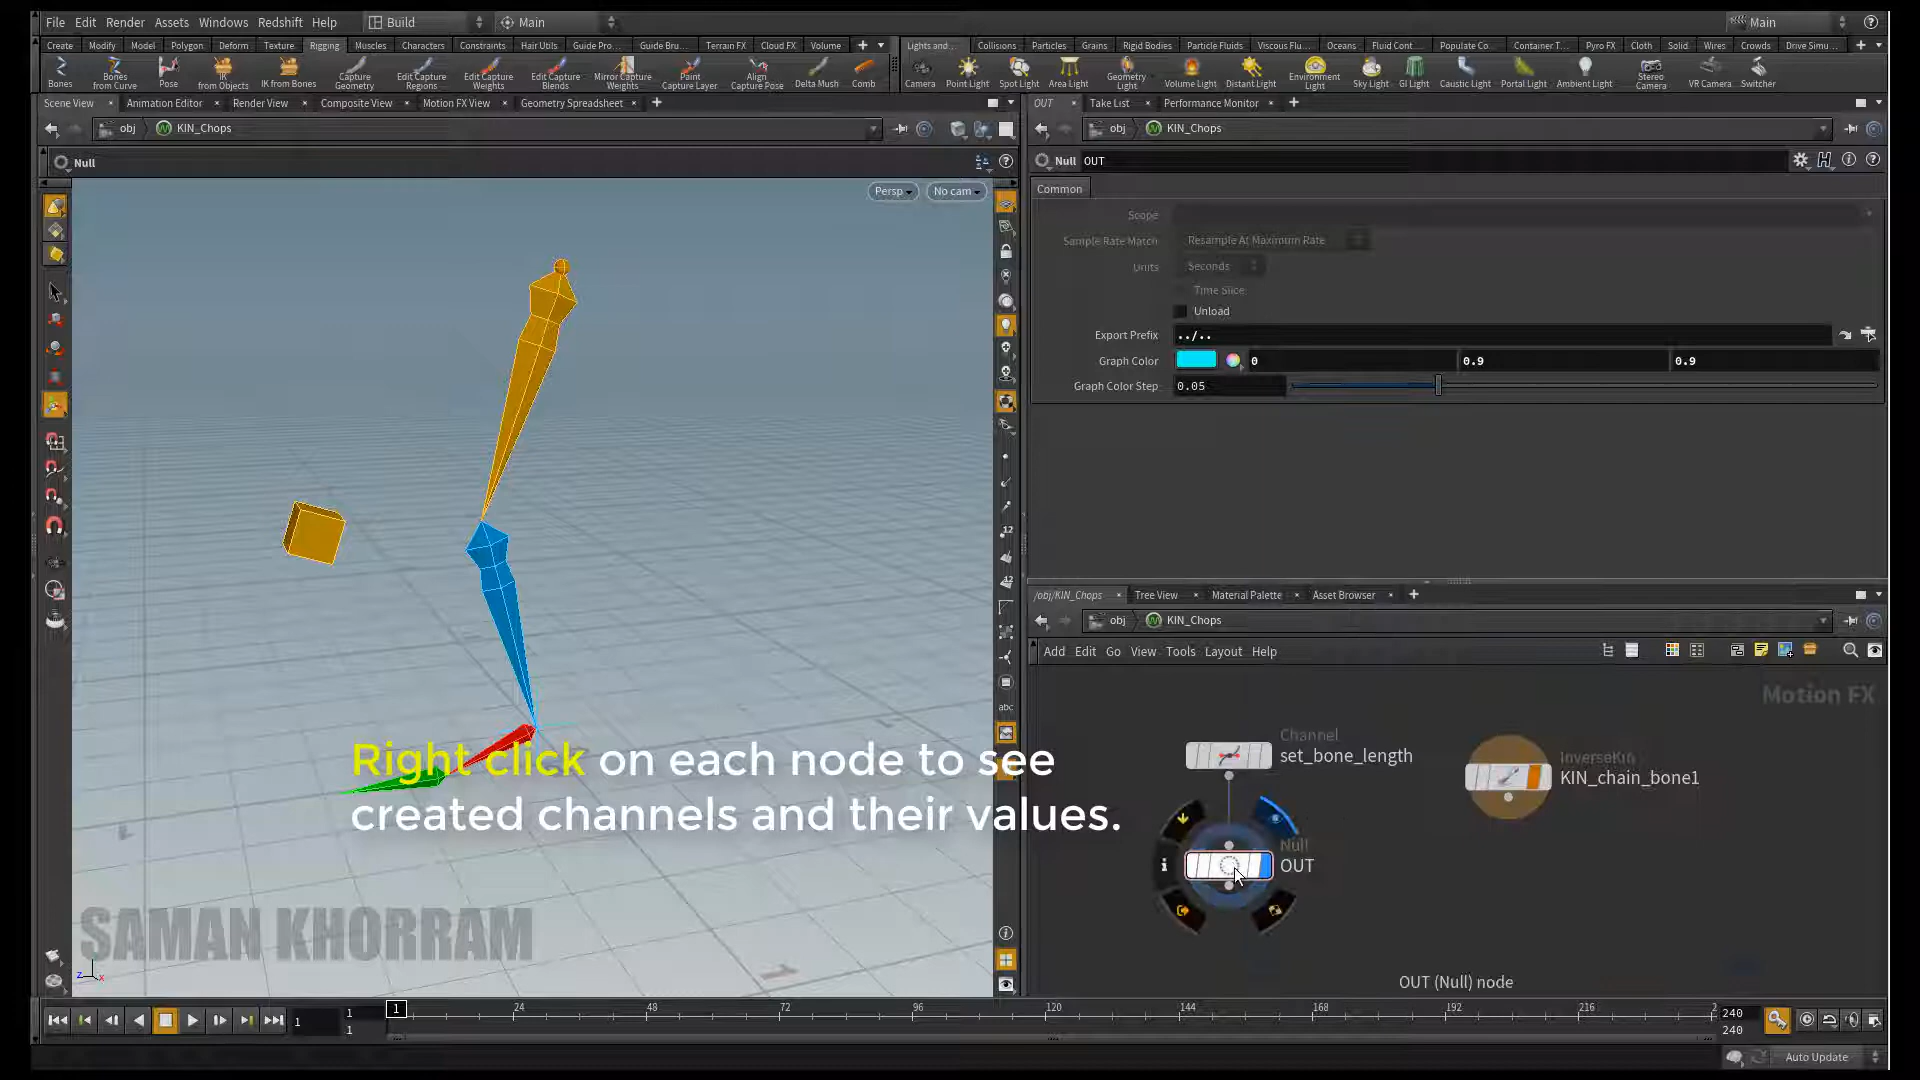 File Edit Render Assets Windows Redshift Help Build Main Main
Create Modify Model Polygon Deform Texture Rigging Muscles Characters Constraints Hair Utils Guide Pro... Guide Bru... Terrain FX Cloud FX Volume
Lights and... Collisions Particles Grains Rigid Bodies Particle Fluids Viscous Flu... Oceans Fluid Cont... Populate Co... Container T... Pyro FX Cloth Solid Wires Crowds Drive Simu...
Bones Bones from Curve Pose IK from Objects IK from Bones Capture Geometry Edit Capture Regions Edit Capture Weights Edit Capture Blends Mirror Capture Weights Paint Capture Layer Align Capture Pose Delta Mush Comb
Camera Point Light Spot Light Area Light Geometry Light Volume Light Distant Light Environment Light Sky Light GI Light Caustic Light Portal Light Ambient Light Stereo Camera VR Camera Switcher
Scene View Animation Editor Render View Composite View Motion FX View Geometry Spreadsheet
OUT Take List Performance Monitor
obj KIN_Chops
obj KIN_Chops
Null
Null OUT
Persp No cam
Common
Scope
Sample Rate Match Resample At Maximum Rate
Units Seconds
Time Slice
Unload
Export Prefix ../..
Graph Color 0 0.9 0.9
Graph Color Step 0.05
/obj/KIN_Chops Tree View Material Palette Asset Browser
obj KIN_Chops
Add Edit Go View Tools Layout Help
Motion FX
Channel
set_bone_length
InverseKin
KIN_chain_bone1
Null
OUT
OUT (Null) node
Right click on each node to see
created channels and their values.
SAMAN KHORRAM
z x
12
12
abc
1 1 1 1 24 48 72 96 120 144 168 192 216 2 240 240
Auto Update